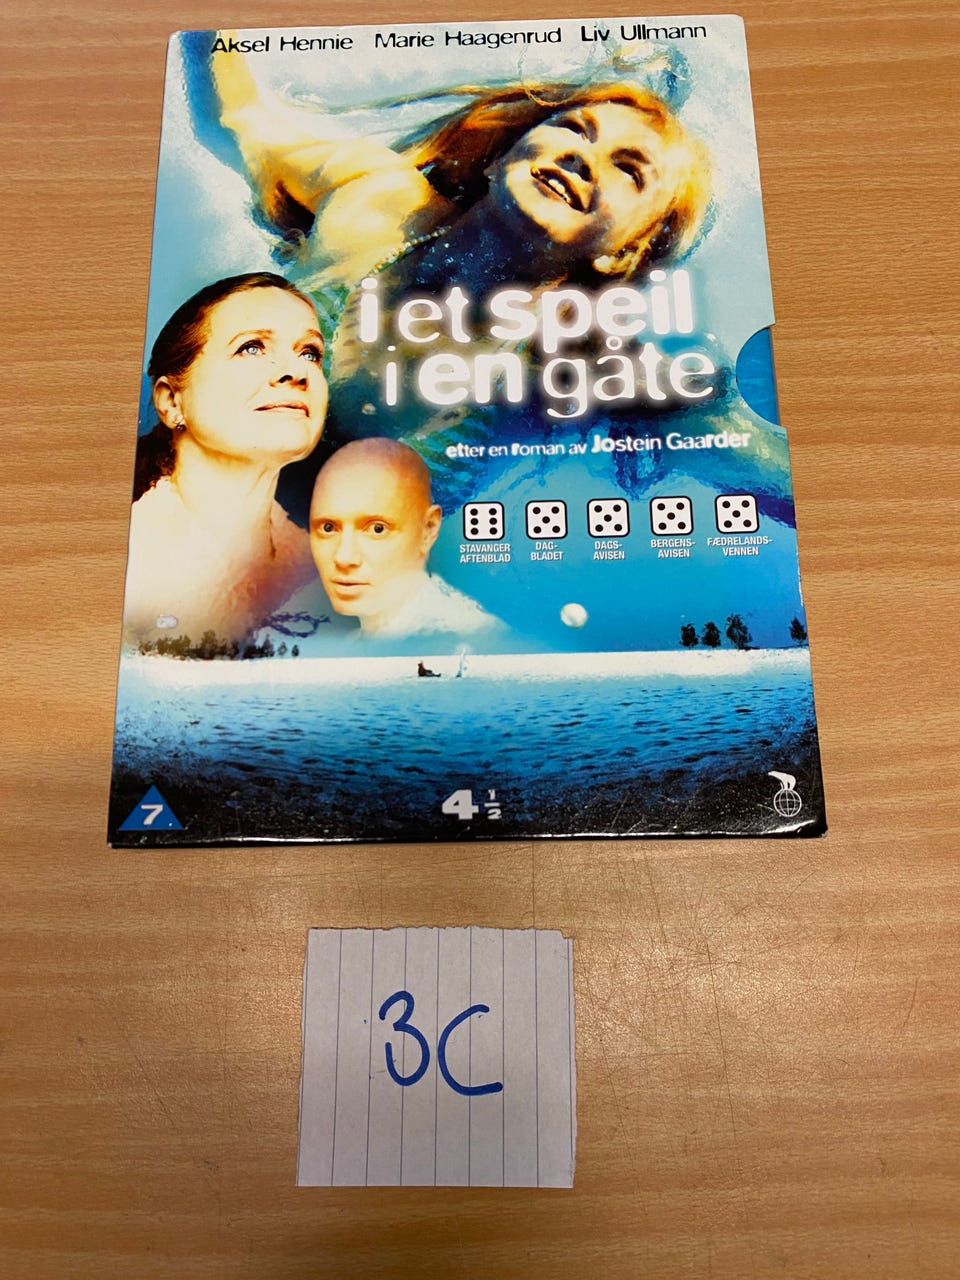 Aksel Hennie Marie Haagenrud Liv Ullmann
i et speil
i en gåte
etter en roman av Jostein Gaarder
STAVANGER AFTENBLAD
DAG-BLADET
DAGS-AVISEN
BERGENS-AVISEN
FÆDRELANDS-VENNEN
7
4 1/2
3C